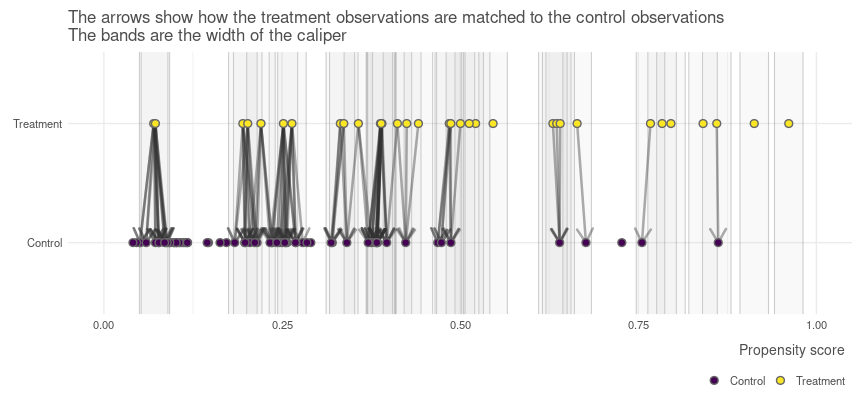 The arrows show how the treatment observations are matched to the control observations
The bands are the width of the caliper
Treatment
Control
0.00 0.25 0.50 0.75 1.00
Propensity score
Control Treatment